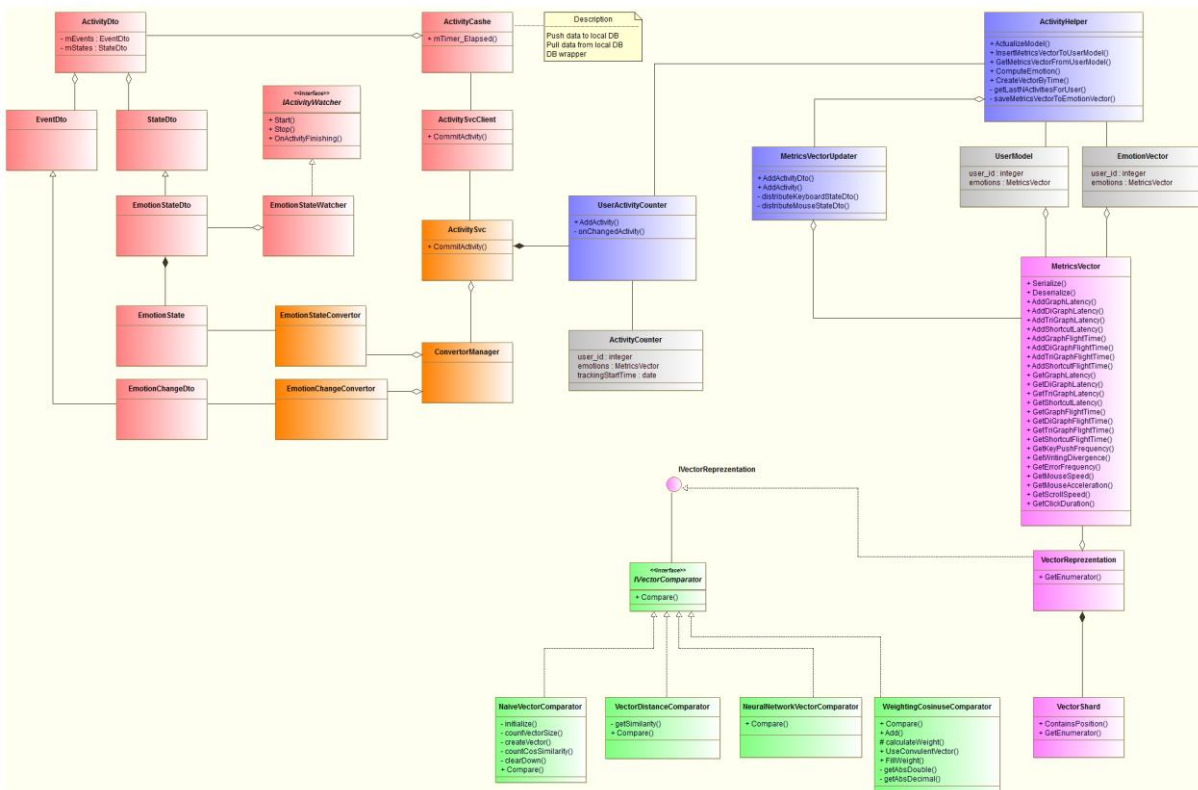 ActivityDto
- mEvents : EventDto
- mStates : StateDto
ActivityCashe
+ mTimer_Elapsed()
Description
Push data to local DB
Pull data from local DB
DB wrapper
ActivityHelper
+ ActualizeModel()
+ InsertMetricsVectorToUserModel()
+ GetMetricsVectorFromUserModel()
+ ComputeEmotion()
+ CreateVectorByTime()
- getLastNActivitiesForUser()
- saveMetricsVectorToEmotionVector()
EventDto
StateDto
<<Interface>>
IActivityWatcher
+ Start()
+ Stop()
+ OnActivityFinishing()
ActivitySvcClient
+ CommitActivity()
MetricsVectorUpdater
+ AddActivityDto()
+ AddActivity()
- distributeKeyboardStateDto()
- distributeMouseStateDto()
UserModel
user_id : integer
emotions : MetricsVector
EmotionVector
user_id : integer
emotions : MetricsVector
EmotionStateDto
EmotionStateWatcher
ActivitySvc
+ CommitActivity()
UserActivityCounter
+ AddActivity()
- onChangedActivity()
MetricsVector
+ Serialize()
+ Deserialize()
+ AddGraphLatency()
+ AddDiGraphLatency()
+ AddTriGraphLatency()
+ AddShortcutLatency()
+ AddGraphFlightTime()
+ AddDiGraphFlightTime()
+ AddTriGraphFlightTime()
+ AddShortcutFlightTime()
+ GetGraphLatency()
+ GetDiGraphLatency()
+ GetTriGraphLatency()
+ GetShortcutLatency()
+ GetGraphFlightTime()
+ GetDiGraphFlightTime()
+ GetTriGraphFlightTime()
+ GetShortcutFlightTime()
+ GetKeyPushFrequency()
+ GetWritingDivergence()
+ GetErrorFrequency()
+ GetMouseSpeed()
+ GetMouseAcceleration()
+ GetScrollSpeed()
+ GetClickDuration()
EmotionState
EmotionStateConvertor
ConvertorManager
ActivityCounter
user_id : integer
emotions : MetricsVector
trackingStartTime : date
EmotionChangeDto
EmotionChangeConvertor
IVectorReprezentation
<<Interface>>
IVectorComparator
+ Compare()
VectorReprezentation
+ GetEnumerator()
NaiveVectorComparator
- initialize()
- countVectorSize()
- createVector()
- countCosSimilarity()
- clearDown()
+ Compare()
VectorDistanceComparator
- getSimilarity()
+ Compare()
NeuralNetworkVectorComparator
+ Compare()
WeightingCosinuseComparator
+ Compare()
+ Add()
# calculateWeight()
+ UseConvulentVector()
+ FillWeight()
- getAbsDouble()
- getAbsDecimal()
VectorShard
+ ContainsPosition()
+ GetEnumerator()